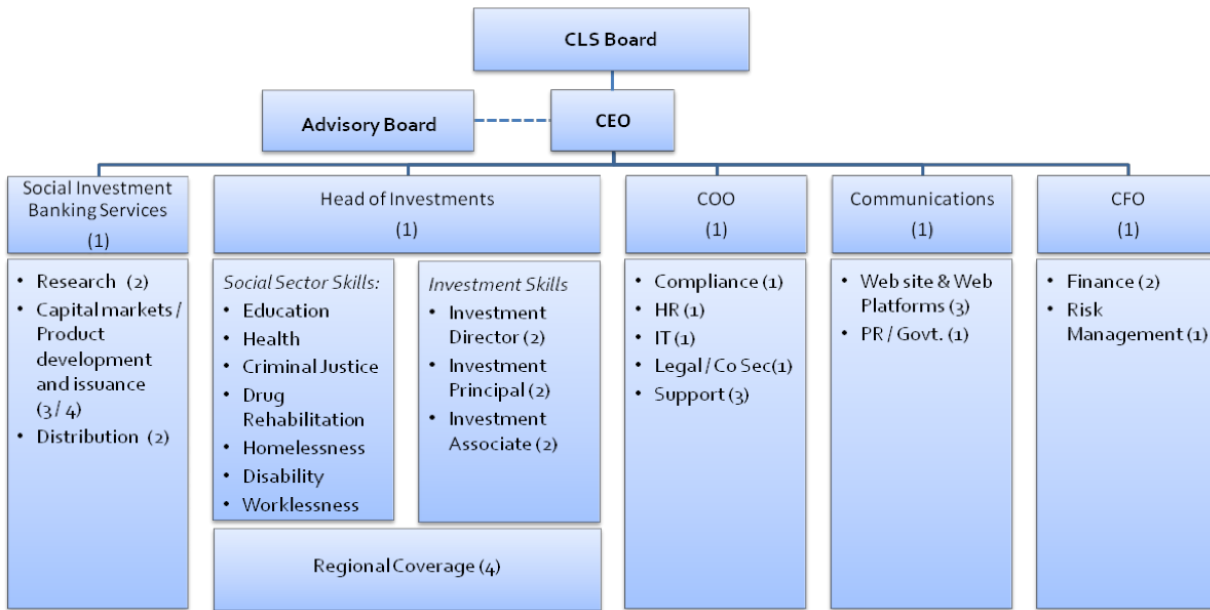 CLS Board
Advisory Board
CEO
Social Investment
Banking Services
(1)
• Research (2)
• Capital markets /
Product
development
and issuance
(3 / 4)
• Distribution (2)
Head of Investments
(1)
Social Sector Skills:
• Education
• Health
• Criminal Justice
• Drug
Rehabilitation
• Homelessness
• Disability
• Worklessness
Investment Skills
• Investment
Director (2)
• Investment
Principal (2)
• Investment
Associate (2)
Regional Coverage (4)
COO
(1)
• Compliance (1)
• HR (1)
• IT (1)
• Legal / Co Sec(1)
• Support (3)
Communications
(1)
• Web site & Web
Platforms (3)
• PR / Govt. (1)
CFO
(1)
• Finance (2)
• Risk
Management (1)